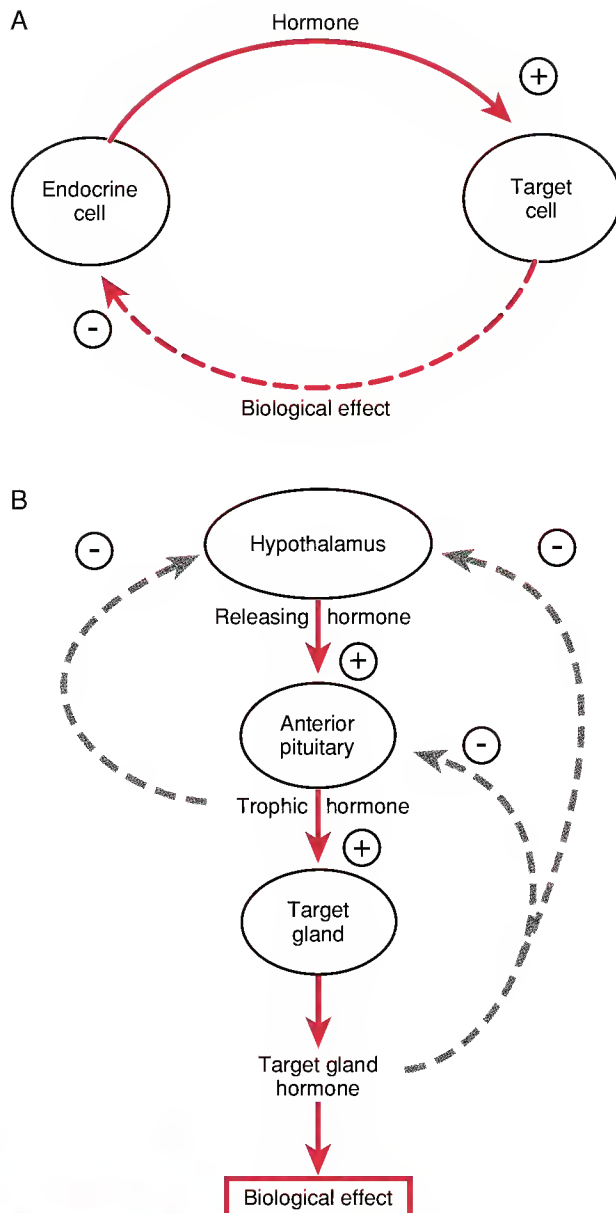 A
Hormone
+
Endocrine
cell
Target
cell
-
Biological effect
B
-
-
Hypothalamus
Releasing hormone
+
Anterior
pituitary
-
Trophic hormone
+
Target
gland
Target gland
hormone
Biological effect